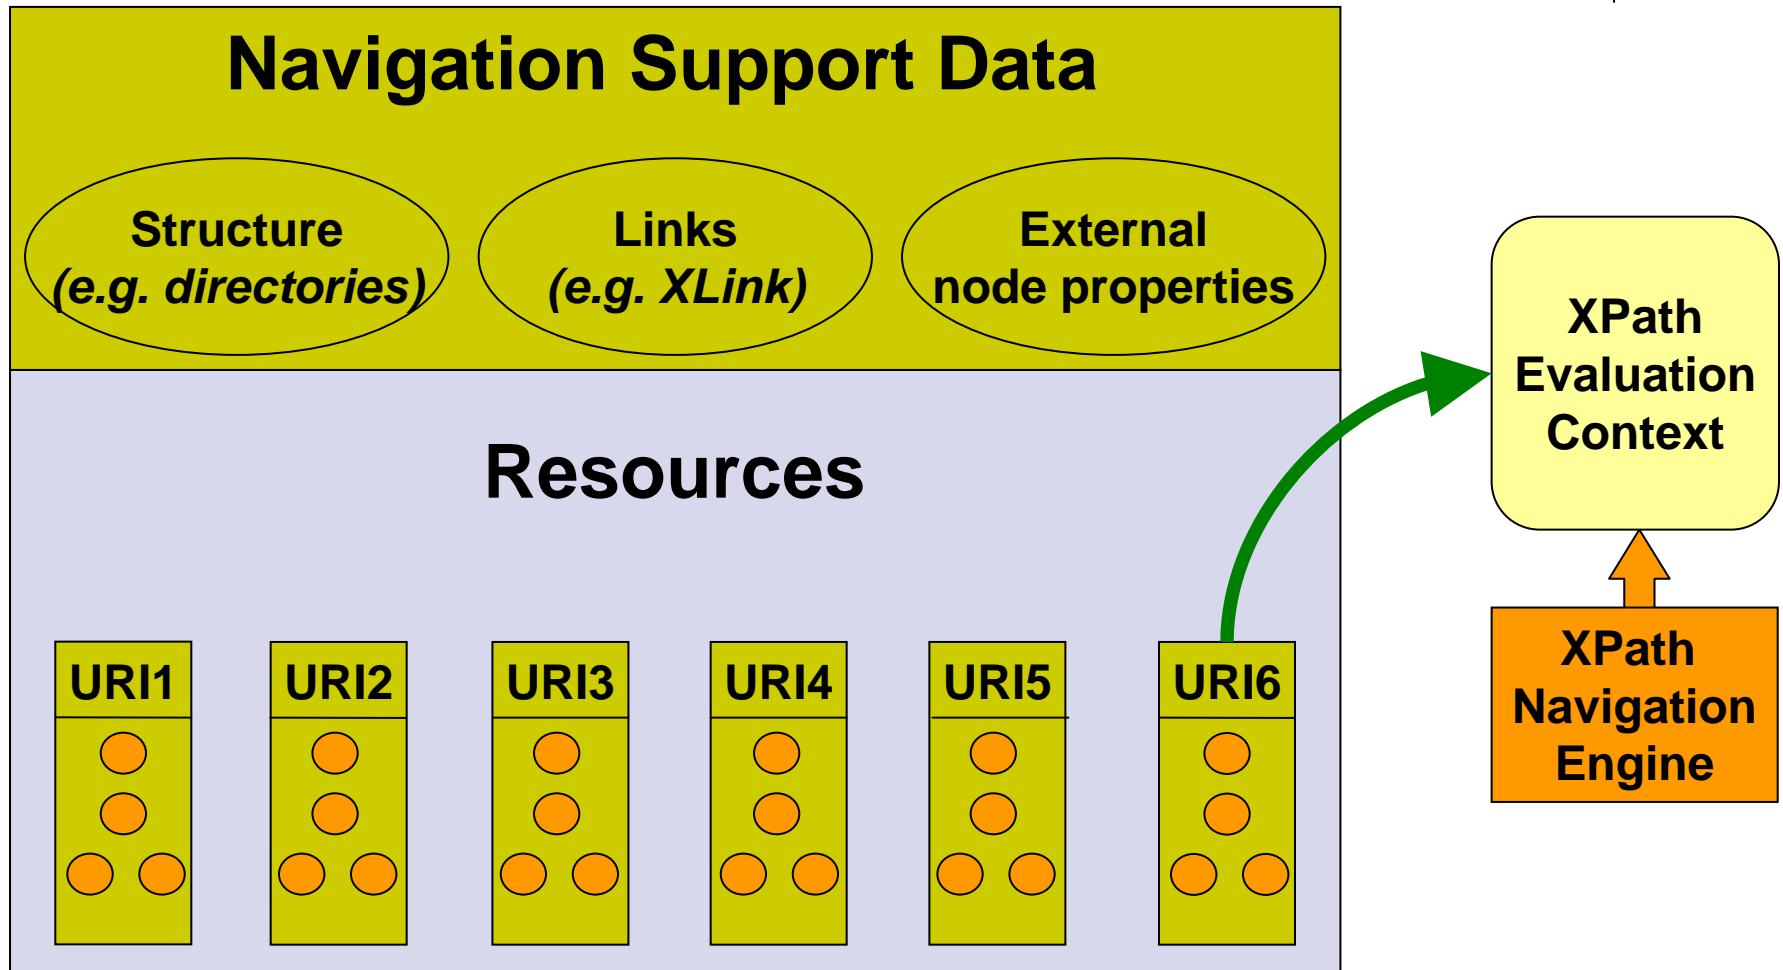 Navigation Support Data
Structure
(e.g. directories)
Links
(e.g. XLink)
External
node properties
XPath
Evaluation
Context
Resources
URI1
URI2
URI3
URI4
URI5
URI6
XPath
Navigation
Engine